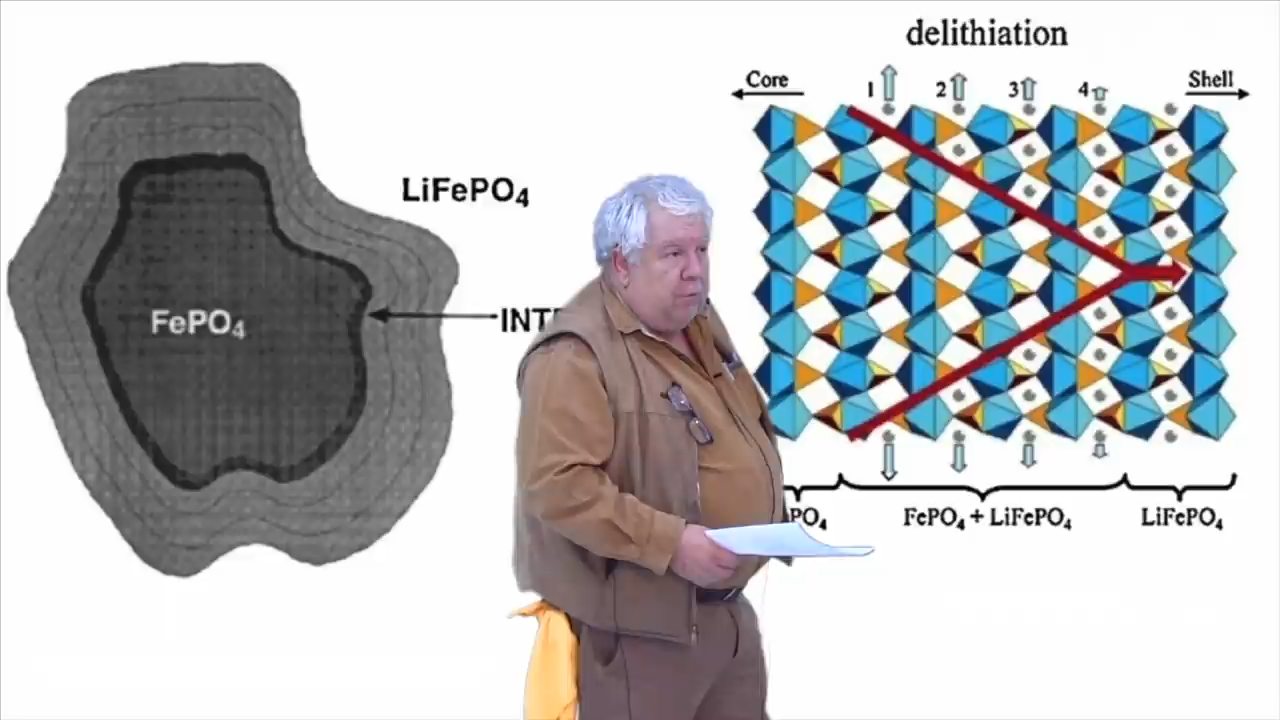 delithiation
Core
1
2
3
4
Shell
LiFePO₄
FePO₄
FePO₄ + LiFePO₄
LiFePO₄